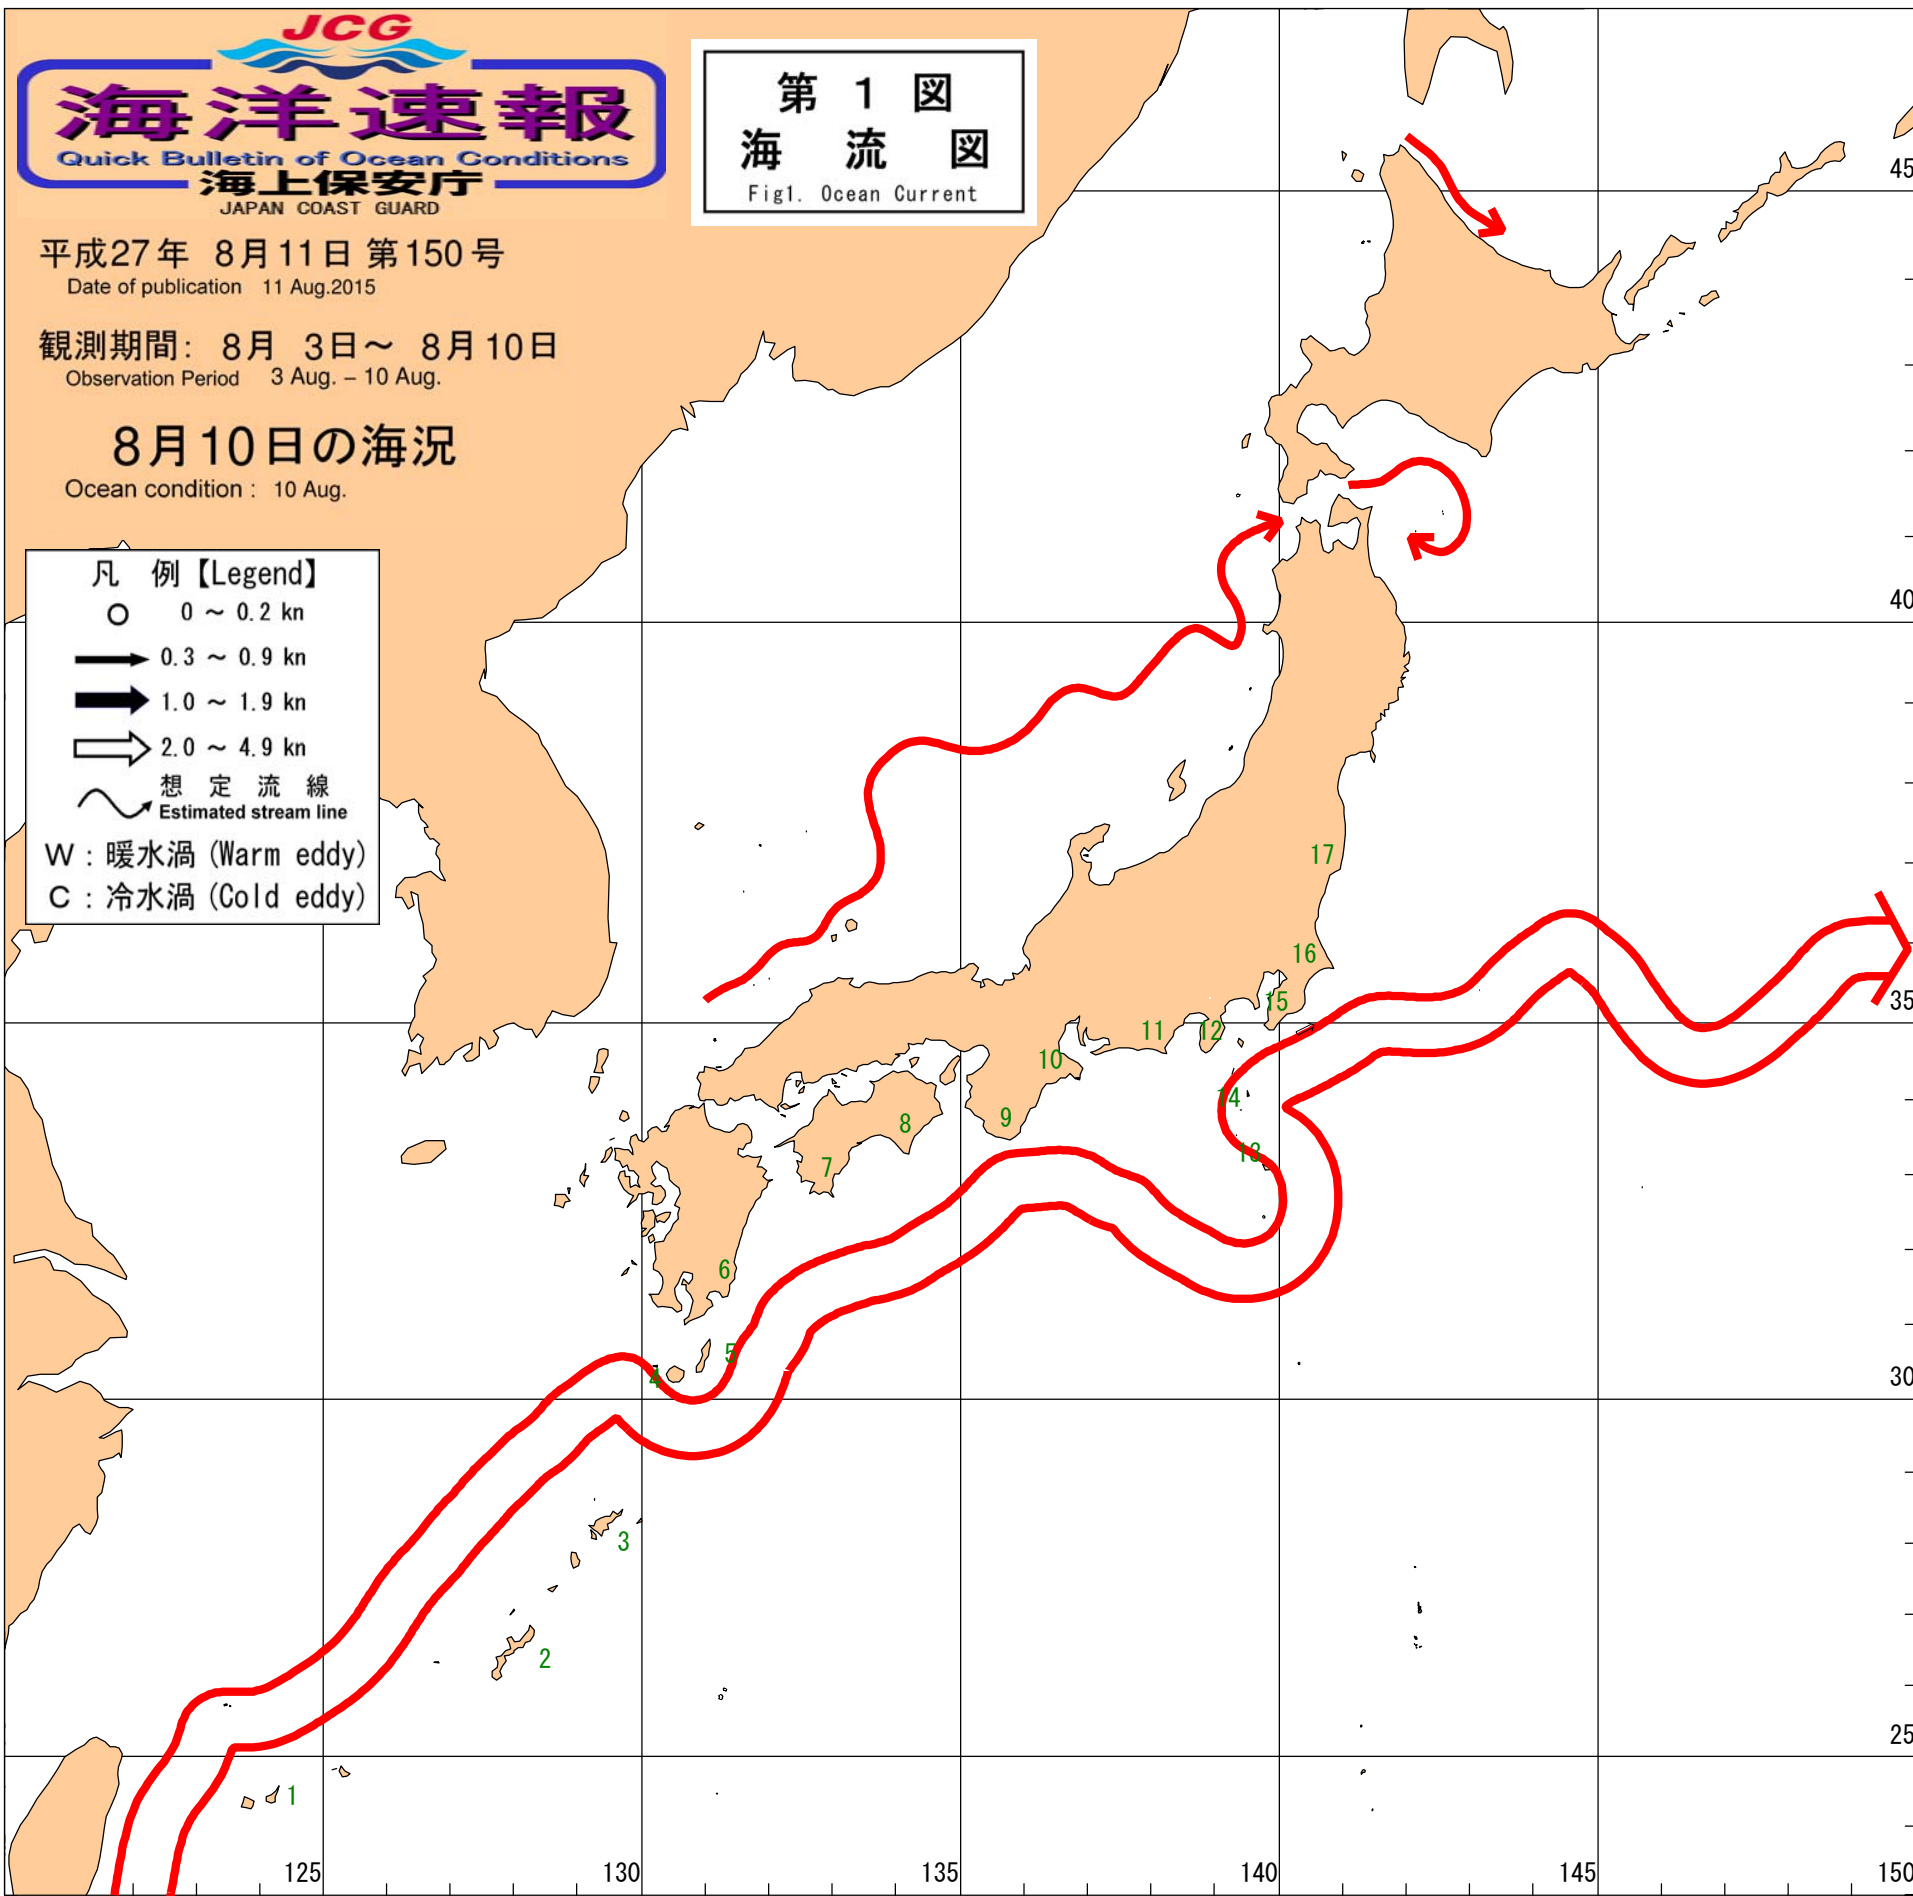 JCG
海洋速報
Quick Bulletin of Ocean Conditions
海上保安庁
JAPAN COAST GUARD
第 1 図
海 流 図
Fig1. Ocean Current
平成27年 8月11日 第150号
Date of publication 11 Aug.2015
観測期間: 8月 3日～ 8月10日
Observation Period 3 Aug. – 10 Aug.
8月10日の海況
Ocean condition : 10 Aug.
凡 例【Legend】
0 ～ 0.2 kn
0.3 ～ 0.9 kn
1.0 ～ 1.9 kn
2.0 ～ 4.9 kn
想 定 流 線
Estimated stream line
W : 暖水渦 (Warm eddy)
C : 冷水渦 (Cold eddy)
45
40
17
16
35
15
14
13
12
11
10
9
8
7
6
5
4
30
3
2
25
1
125
130
135
140
145
150